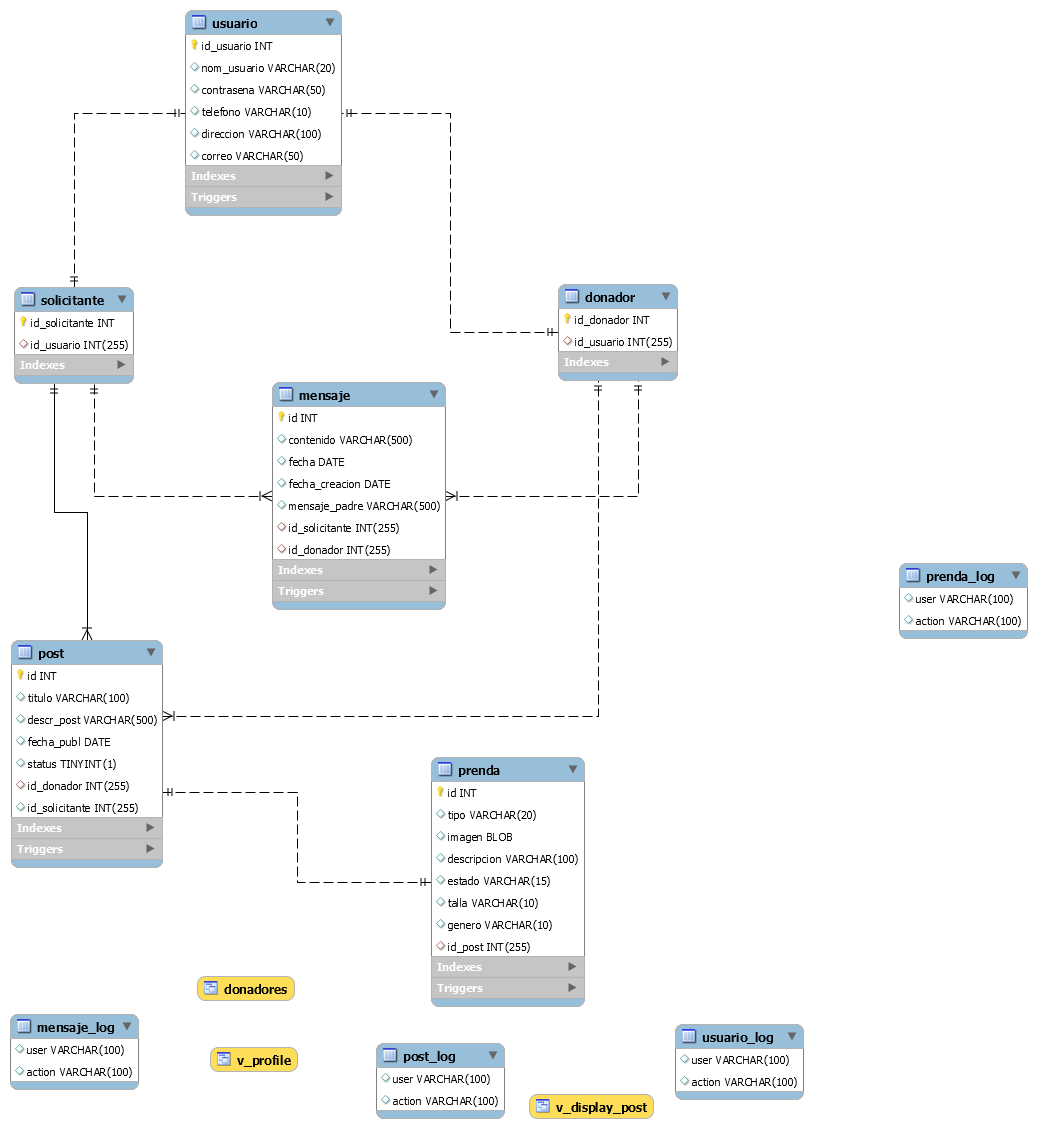 usuario
id_usuario INT
nom_usuario VARCHAR(20)
contrasena VARCHAR(50)
telefono VARCHAR(10)
direccion VARCHAR(100)
correo VARCHAR(50)
Indexes
Triggers
solicitante
id_solicitante INT
id_usuario INT(255)
Indexes
donador
id_donador INT
id_usuario INT(255)
Indexes
mensaje
id INT
contenido VARCHAR(500)
fecha DATE
fecha_creacion DATE
mensaje_padre VARCHAR(500)
id_solicitante INT(255)
id_donador INT(255)
Indexes
Triggers
prenda_log
user VARCHAR(100)
action VARCHAR(100)
post
id INT
titulo VARCHAR(100)
descr_post VARCHAR(500)
fecha_publ DATE
status TINYINT(1)
id_donador INT(255)
id_solicitante INT(255)
Indexes
Triggers
prenda
id INT
tipo VARCHAR(20)
imagen BLOB
descripcion VARCHAR(100)
estado VARCHAR(15)
talla VARCHAR(10)
genero VARCHAR(10)
id_post INT(255)
Indexes
Triggers
donadores
mensaje_log
user VARCHAR(100)
action VARCHAR(100)
v_profile
post_log
user VARCHAR(100)
action VARCHAR(100)
v_display_post
usuario_log
user VARCHAR(100)
action VARCHAR(100)